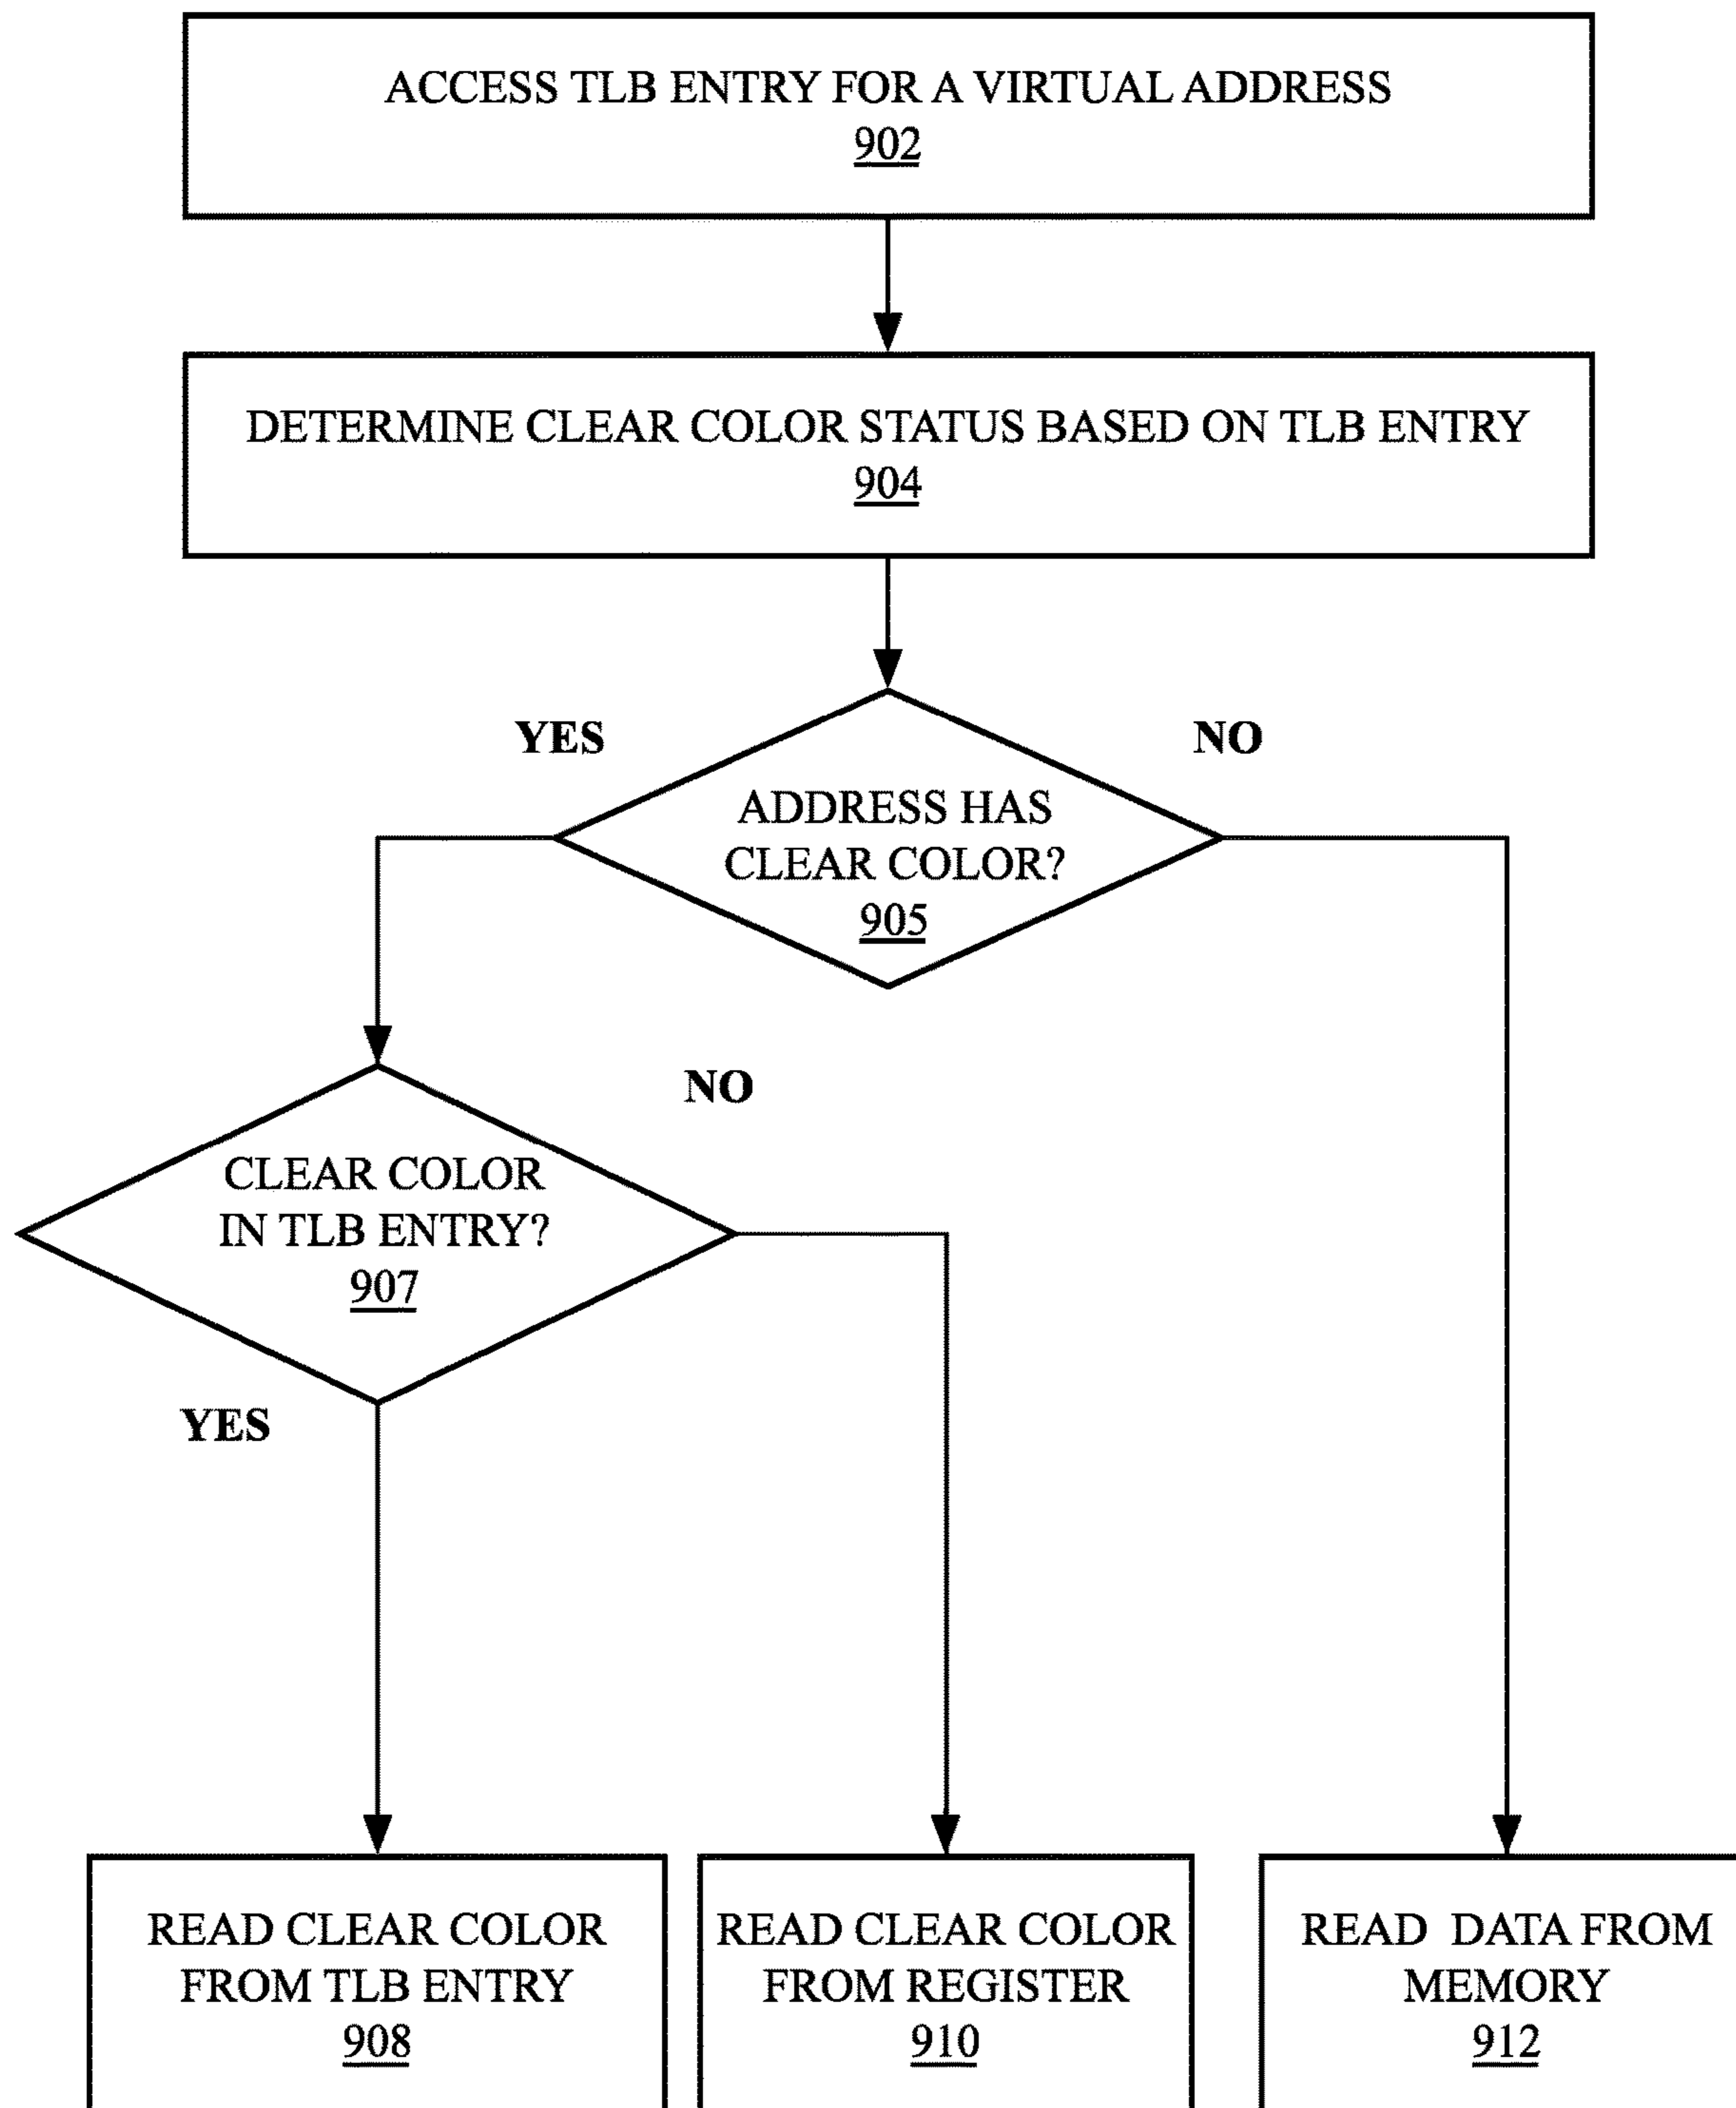 ACCESS TLB ENTRY FOR A VIRTUAL ADDRESS
902
DETERMINE CLEAR COLOR STATUS BASED ON TLB ENTRY
904
YES
NO
ADDRESS HAS
CLEAR COLOR?
905
NO
CLEAR COLOR
IN TLB ENTRY?
907
YES
READ CLEAR COLOR
FROM TLB ENTRY
908
READ CLEAR COLOR
FROM REGISTER
910
READ DATA FROM
MEMORY
912